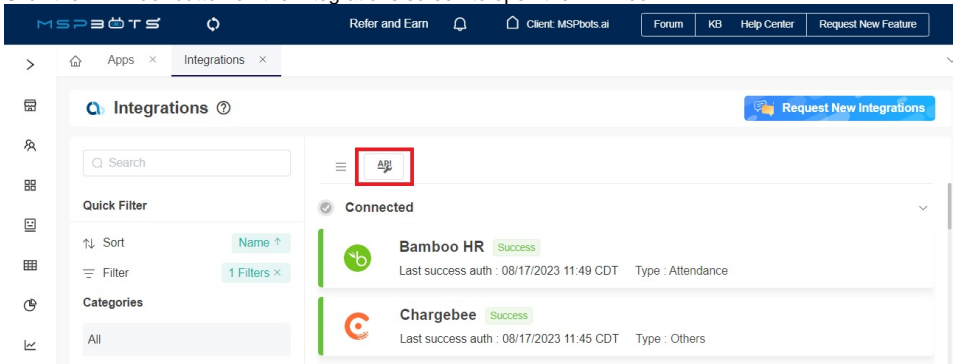 MSPBOTS
Refer and Earn
Client: MSPbots.ai
Forum
KB
Help Center
Request New Feature
Apps ×
Integrations ×
Integrations
Request New Integrations
Search
API
Quick Filter
Connected
Sort
Name ↑
Bamboo HR Success
Filter
1 Filters ×
Last success auth : 08/17/2023 11:49 CDT Type : Attendance
Categories
Chargebee Success
All
Last success auth : 08/17/2023 11:45 CDT Type : Others